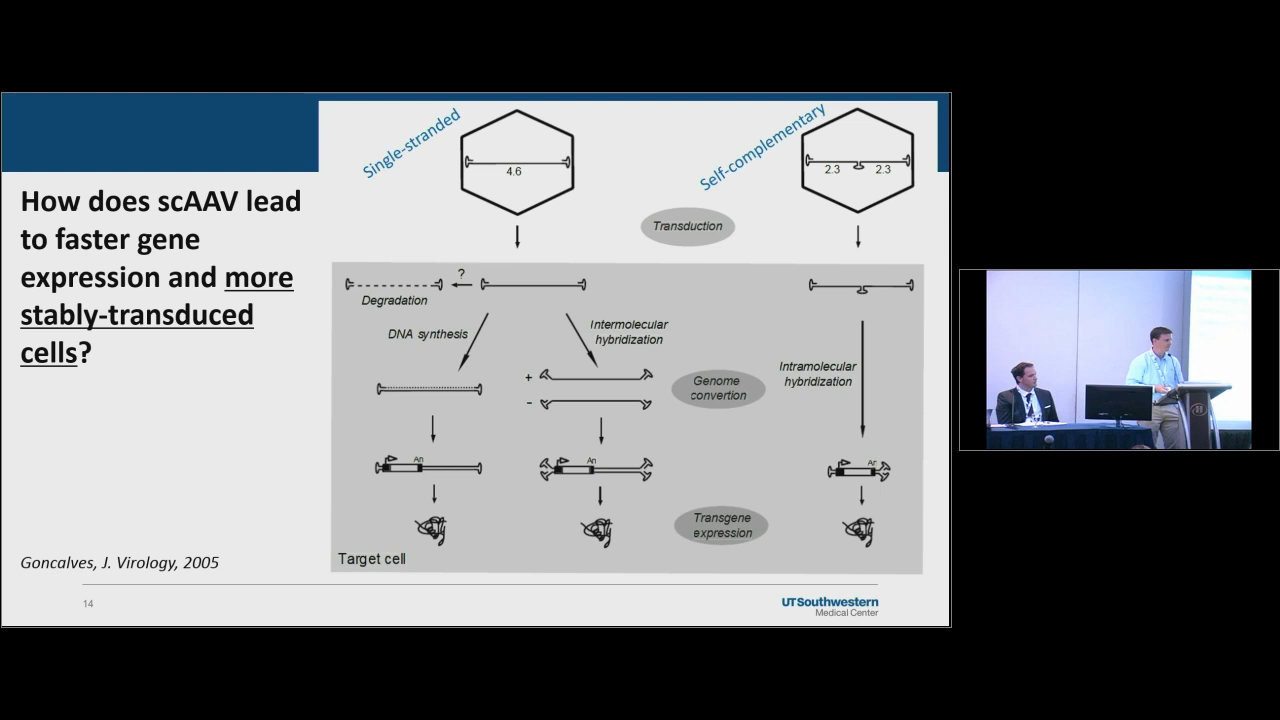 Single-stranded
Self-complementary
4.6
2.3 2.3
How does scAAV lead
to faster gene
expression and more
stably-transduced
cells?
Transduction
?
Degradation
DNA synthesis
Intermolecular
hybridization
Intramolecular
hybridization
+
-
Genome
convertion
An
An
Transgene
expression
Target cell
Goncalves, J. Virology, 2005
14
UTSouthwestern
Medical Center